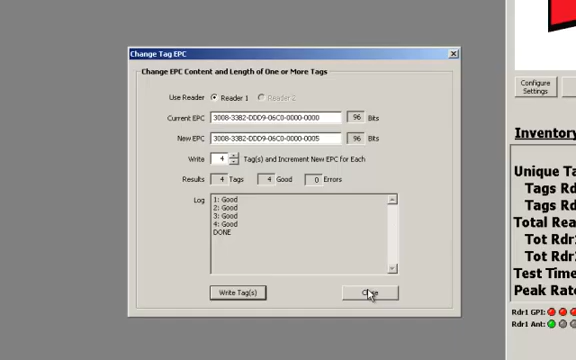 Change Tag EPC
Change EPC Content and Length of One or More Tags
Use Reader Reader 1 Reader 2
Current EPC 3008-33B2-DDD9-06C0-0000-0000 96 Bits
New EPC 3008-33B2-DDD9-06C0-0000-0005 96 Bits
Write 4 Tag(s) and Increment New EPC for Each
Results 4 Tags 4 Good 0 Errors
Log 1: Good
2: Good
3: Good
4: Good
DONE
Write Tag(s)
Configure
Settings
Inventory
Unique Ta
Tags Rd
Tags Rd
Total Rea
Tot Rdr1
Tot Rdr2
Test Time
Peak Rate
Rdr1 GPI:
Rdr1 Ant: